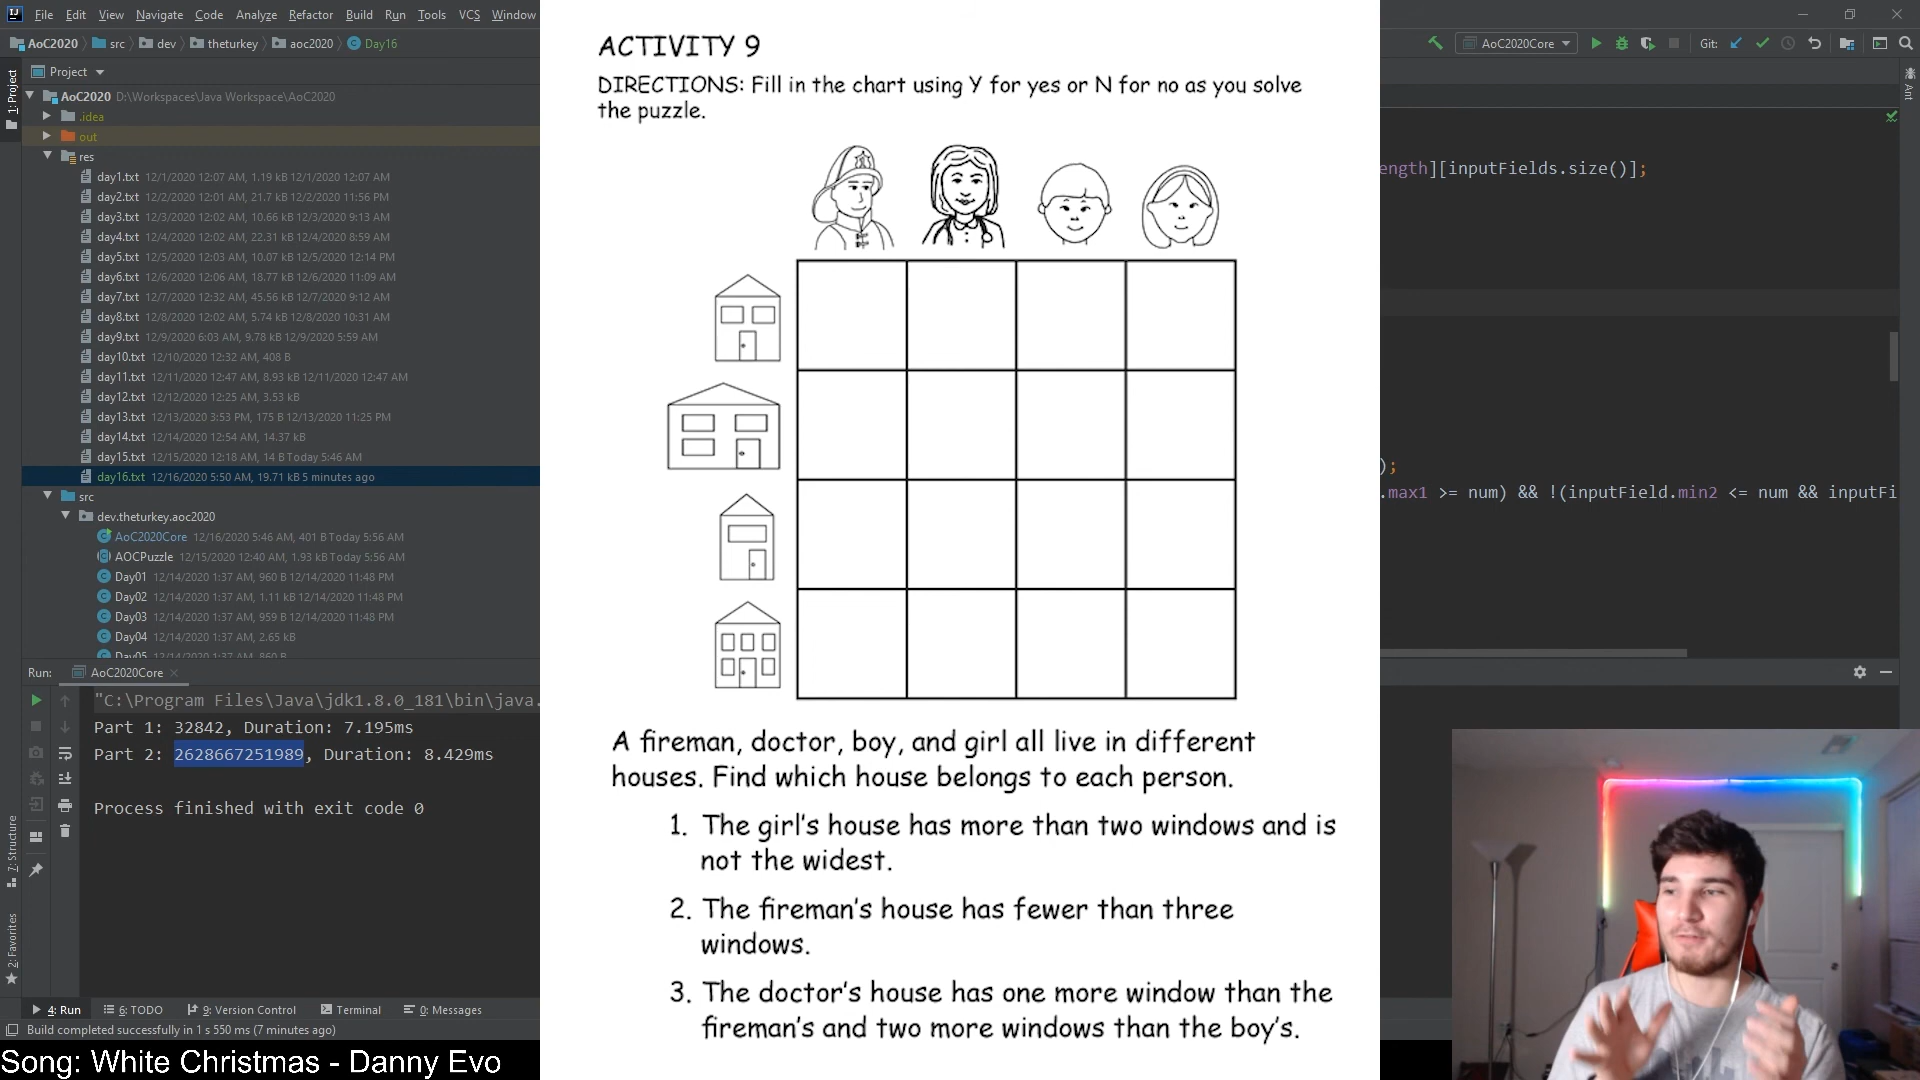 File Edit View Navigate Code Analyze Refactor Build Run Tools VCS Window
AoC2020 src dev theturkey aoc2020 Day16
AoC2020Core Git:
1: Project
Project
AoC2020 D:\Workspaces\Java Workspace\AoC2020
.idea
out
res
day1.txt 12/1/2020 12:07 AM, 1.19 kB 12/1/2020 12:07 AM
day2.txt 12/2/2020 12:01 AM, 21.7 kB 12/2/2020 11:56 PM
day3.txt 12/3/2020 12:02 AM, 10.66 kB 12/3/2020 9:13 AM
day4.txt 12/4/2020 12:02 AM, 22.31 kB 12/4/2020 8:59 AM
day5.txt 12/5/2020 12:03 AM, 10.07 kB 12/5/2020 12:14 PM
day6.txt 12/6/2020 12:06 AM, 18.77 kB 12/6/2020 11:09 AM
day7.txt 12/7/2020 12:32 AM, 45.56 kB 12/7/2020 9:12 AM
day8.txt 12/8/2020 12:02 AM, 5.74 kB 12/8/2020 10:31 AM
day9.txt 12/9/2020 6:03 AM, 9.78 kB 12/9/2020 5:59 AM
day10.txt 12/10/2020 12:32 AM, 408 B
day11.txt 12/11/2020 12:47 AM, 8.93 kB 12/11/2020 12:47 AM
day12.txt 12/12/2020 12:25 AM, 3.53 kB
day13.txt 12/13/2020 3:53 PM, 175 B 12/13/2020 11:25 PM
day14.txt 12/14/2020 12:54 AM, 14.37 kB
day15.txt 12/15/2020 12:18 AM, 14 B Today 5:46 AM
day16.txt 12/16/2020 5:50 AM, 19.71 kB 5 minutes ago
src
dev.theturkey.aoc2020
AoC2020Core 12/16/2020 5:46 AM, 401 B Today 5:56 AM
AOCPuzzle 12/15/2020 12:40 AM, 1.93 kB Today 5:56 AM
Day01 12/14/2020 1:37 AM, 960 B 12/14/2020 11:48 PM
Day02 12/14/2020 1:37 AM, 1.11 kB 12/14/2020 11:48 PM
Day03 12/14/2020 1:37 AM, 959 B 12/14/2020 11:48 PM
Day04 12/14/2020 1:37 AM, 2.65 kB
Day05 12/14/2020 1:37 AM, 860 B
Run: AoC2020Core
"C:\Program Files\Java\jdk1.8.0_181\bin\java.
Part 1: 32842, Duration: 7.195ms
Part 2: 2628667251989, Duration: 8.429ms
Process finished with exit code 0
7: Structure
2: Favorites
4: Run 6: TODO 9: Version Control Terminal 0: Messages
Build completed successfully in 1 s 550 ms (7 minutes ago)
Song: White Christmas - Danny Evo
ACTIVITY 9
DIRECTIONS: Fill in the chart using Y for yes or N for no as you solve
the puzzle.
A fireman, doctor, boy, and girl all live in different
houses. Find which house belongs to each person.
1. The girl's house has more than two windows and is
not the widest.
2. The fireman's house has fewer than three
windows.
3. The doctor's house has one more window than the
fireman's and two more windows than the boy's.
ength][inputFields.size()];
);
.max1 >= num) && !(inputField.min2 <= num && inputFi
Ant